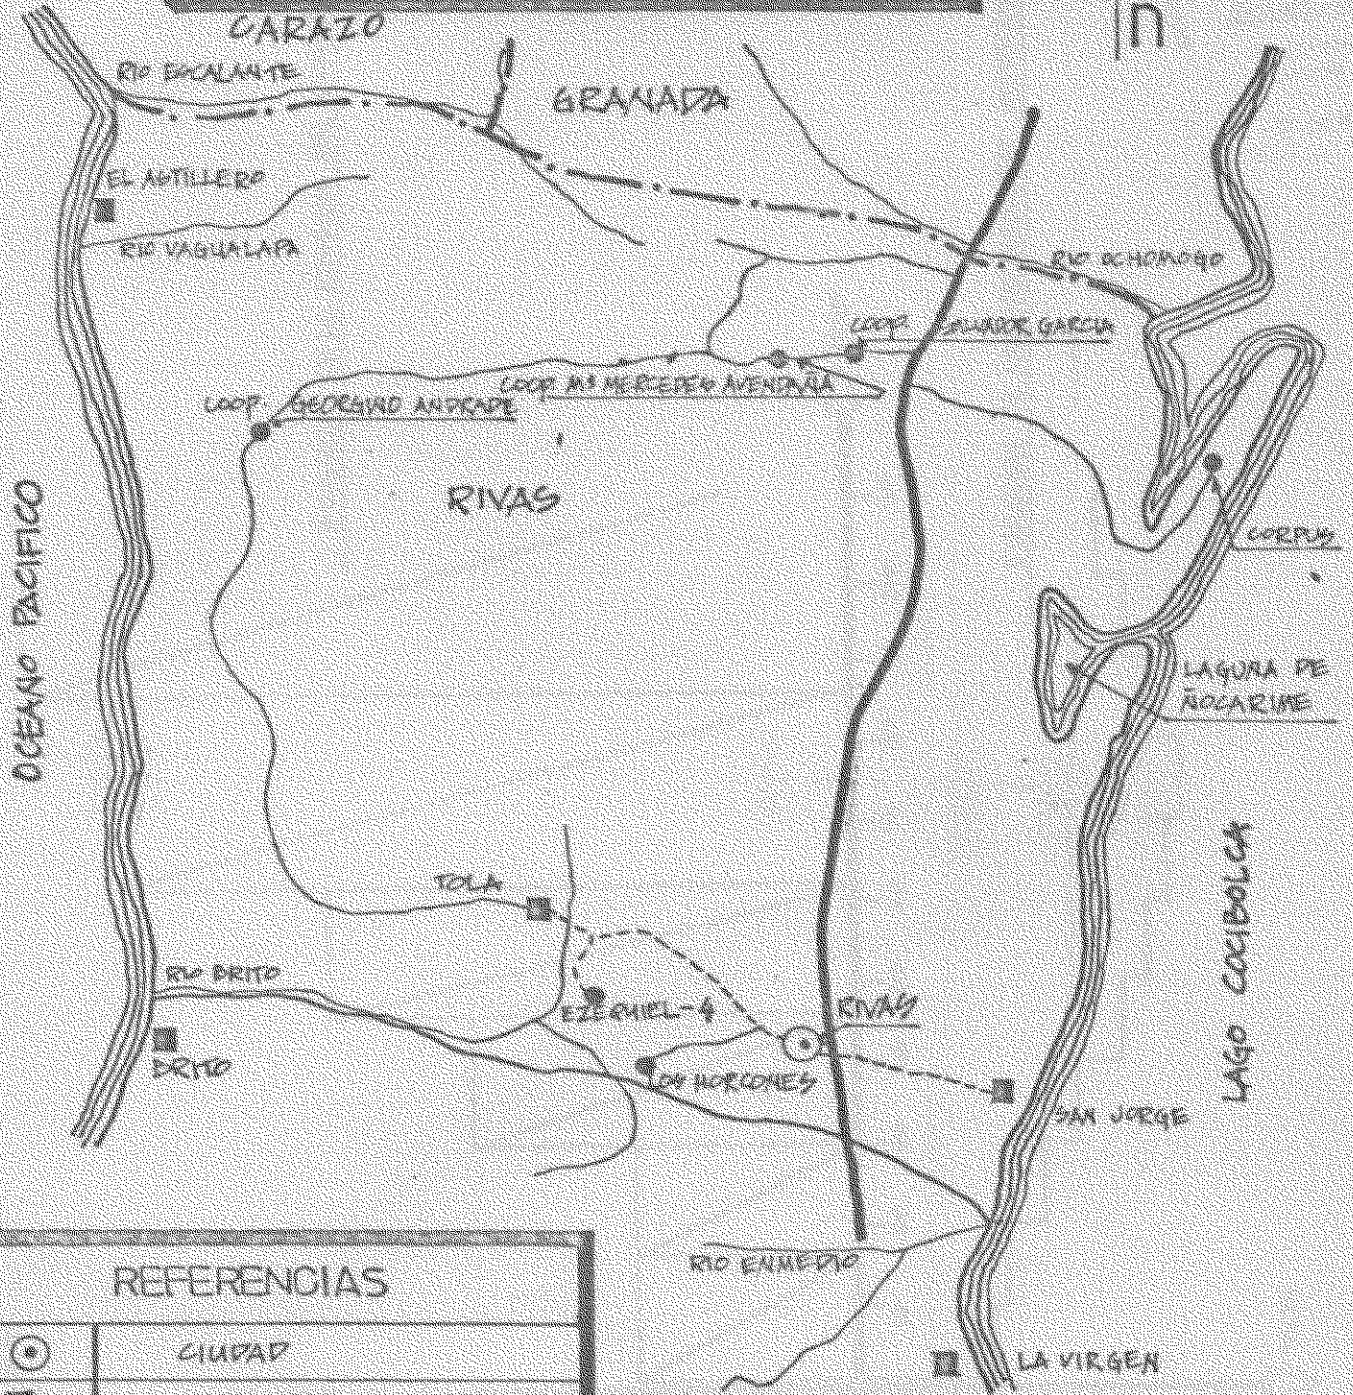 CARAZO
n
RIO ESCALANTE
GRANADA
EL ASTILLERO
RIO YAGUALAPA
RIO OCHOMOGO
COOP. SALVADOR GARCIA
COOP. Mª MERCEDES AVENDAÑA
COOP. GEORGINO ANDRADE
RIVAS
OCEANO PACIFICO
CORPUS
LAGUNA DE
ÑOCARIME
LAGO COCIBOLCA
TOLA
RIO BRITO
EZEQUIEL-4
RIVAS
BRITO
LOS HORCONES
SAN JORGE
RIO ENMEDIO
REFERENCIAS
CIUDAD
LA VIRGEN